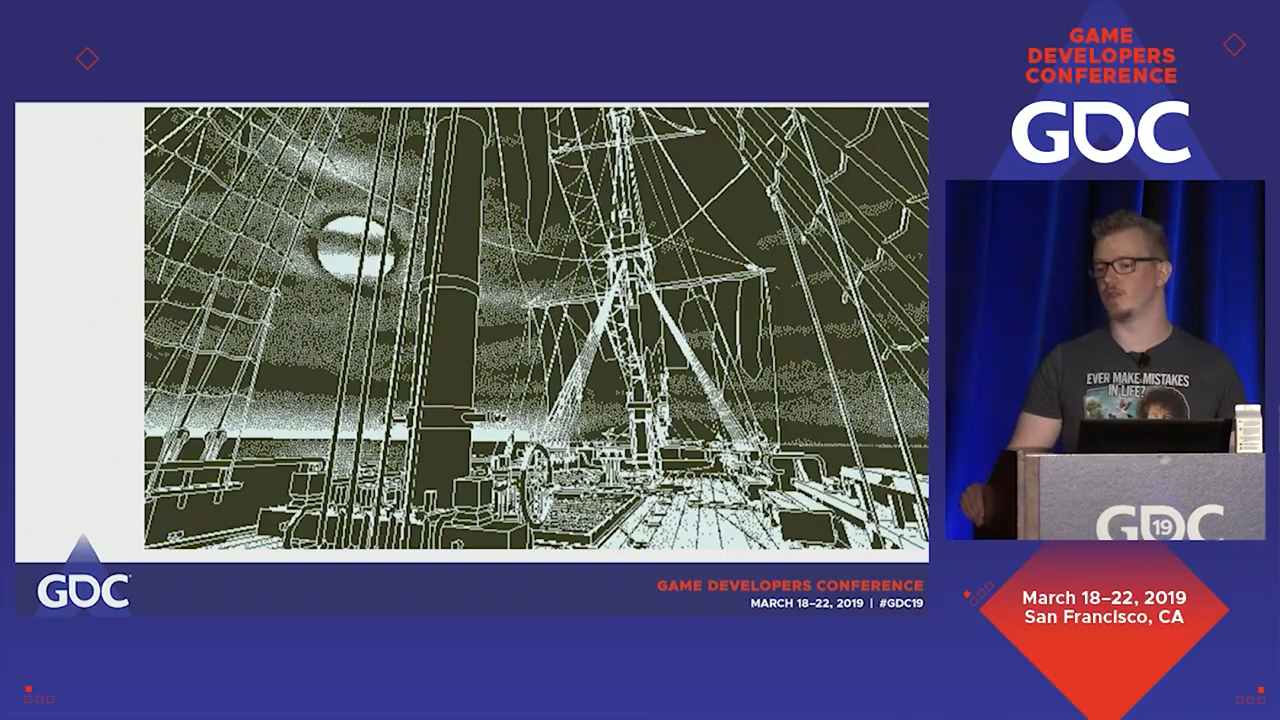 GAME
DEVELOPERS
CONFERENCE
GDC
EVER MAKE MISTAKES
IN LIFE?
GDC
19
March 18–22, 2019
San Francisco, CA
GDC
GAME DEVELOPERS CONFERENCE
MARCH 18–22, 2019 | #GDC19